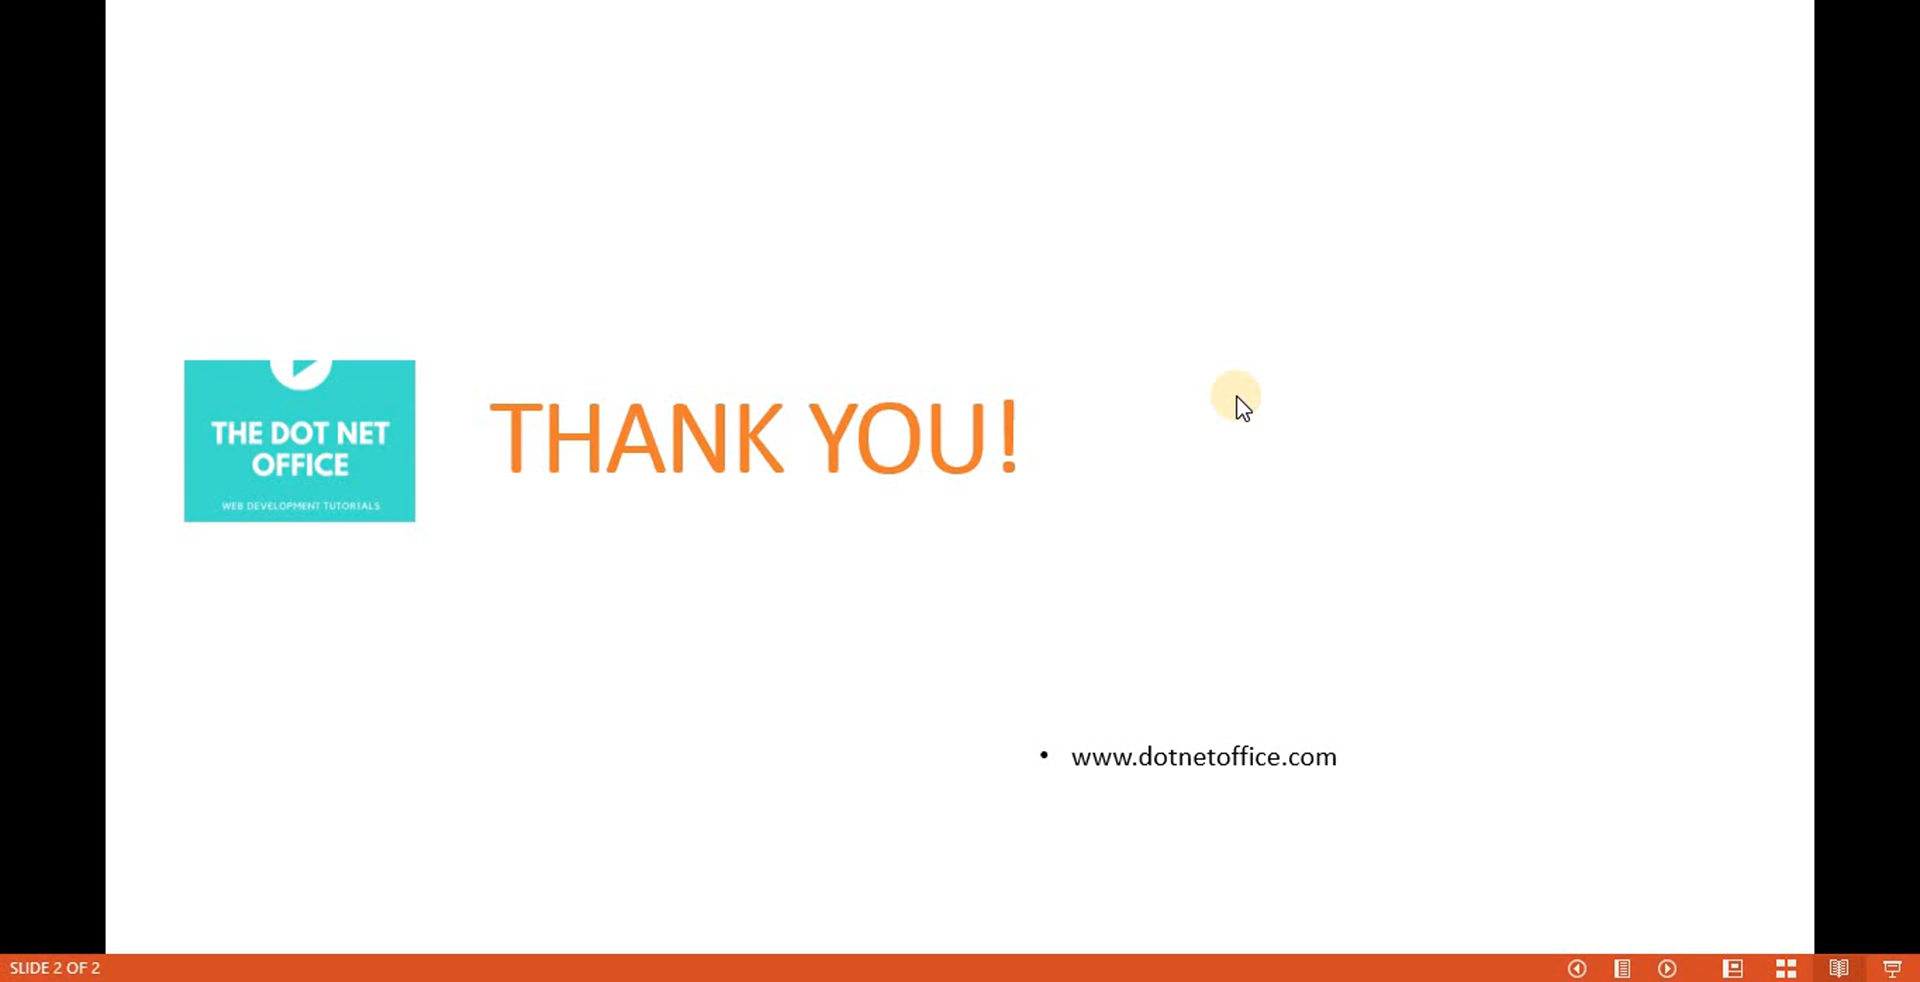 THE DOT NET
OFFICE
WEB DEVELOPMENT TUTORIALS
THANK YOU!
• www.dotnetoffice.com
SLIDE 2 OF 2